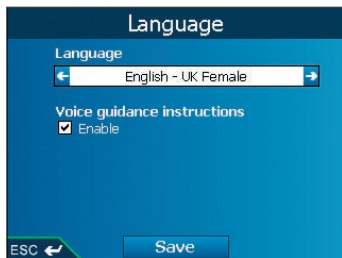 Language
Language
English - UK Female
Voice guidance instructions
Enable
ESC
Save